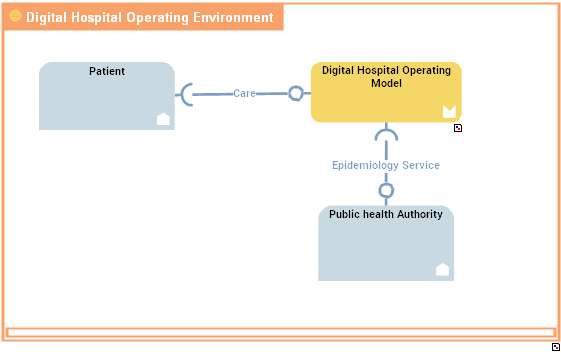 Digital Hospital Operating Environment
Patient
Digital Hospital Operating
Model
Care
Epidemiology Service
Public health Authority